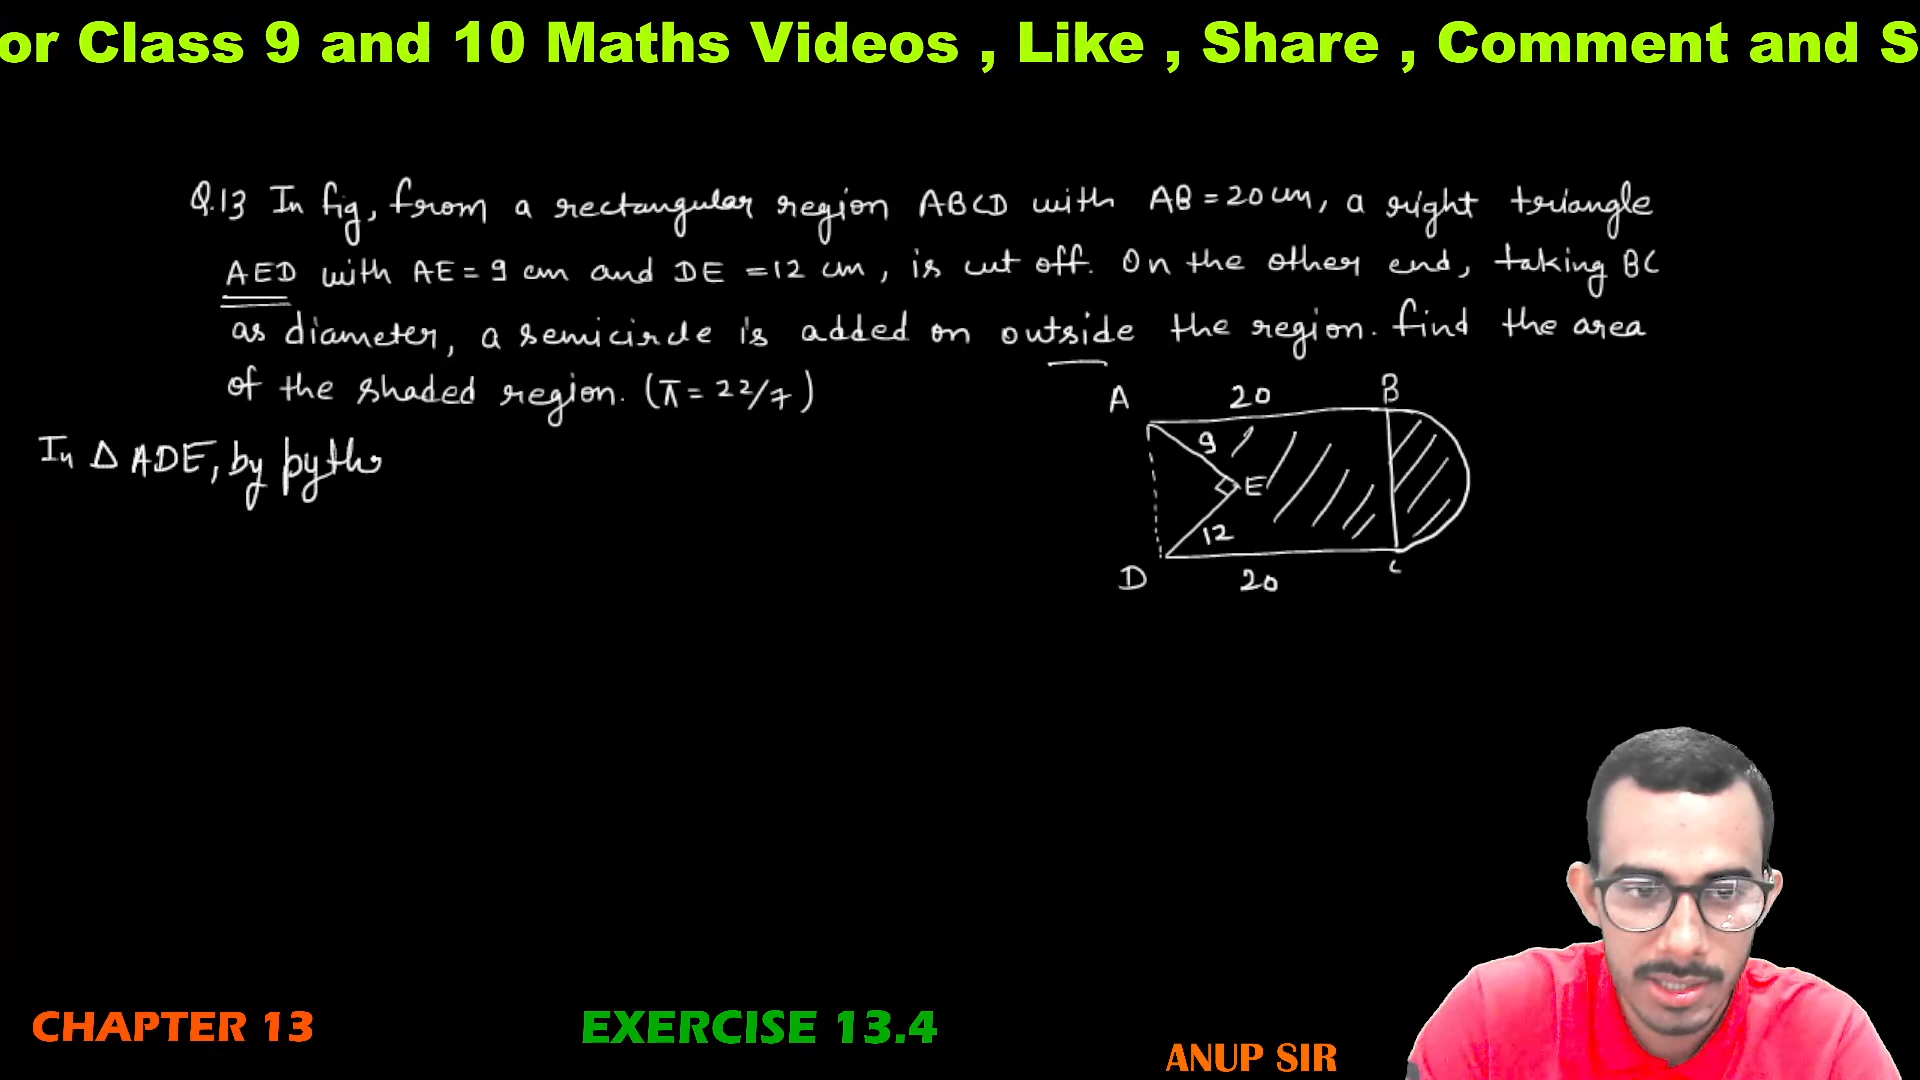 or Class 9 and 10 Maths Videos , Like , Share , Comment and S
Q.13 In fig, from a rectangular region ABCD with AB = 20 cm, a right triangle
AED with AE = 9 cm and DE = 12 cm, is cut off. On the other end, taking BC
as diameter, a semicircle is added on outside the region. find the area
of the shaded region. (π = 22/7)
In Δ ADE, by pytho
A 20 B
9
E
12
D 20 C
CHAPTER 13
EXERCISE 13.4
ANUP SIR